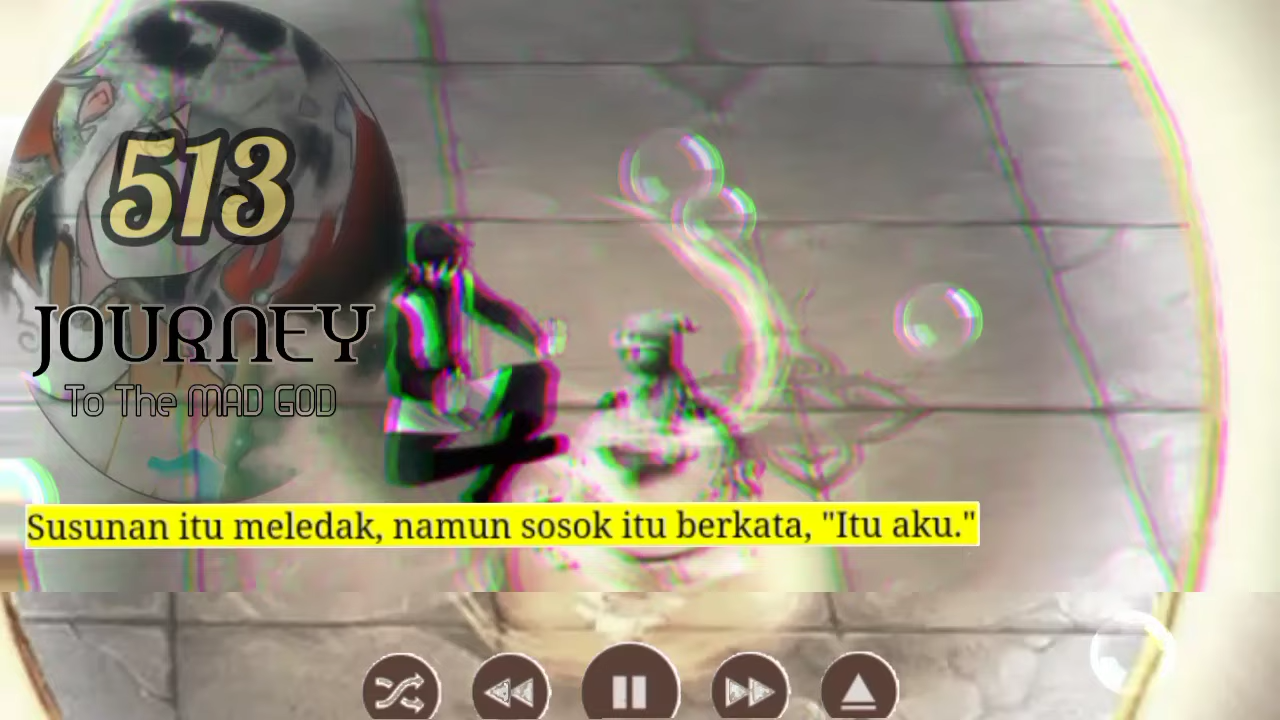 513
JOURNEY
To The MAD GOD
Susunan itu meledak, namun sosok itu berkata, "Itu aku."